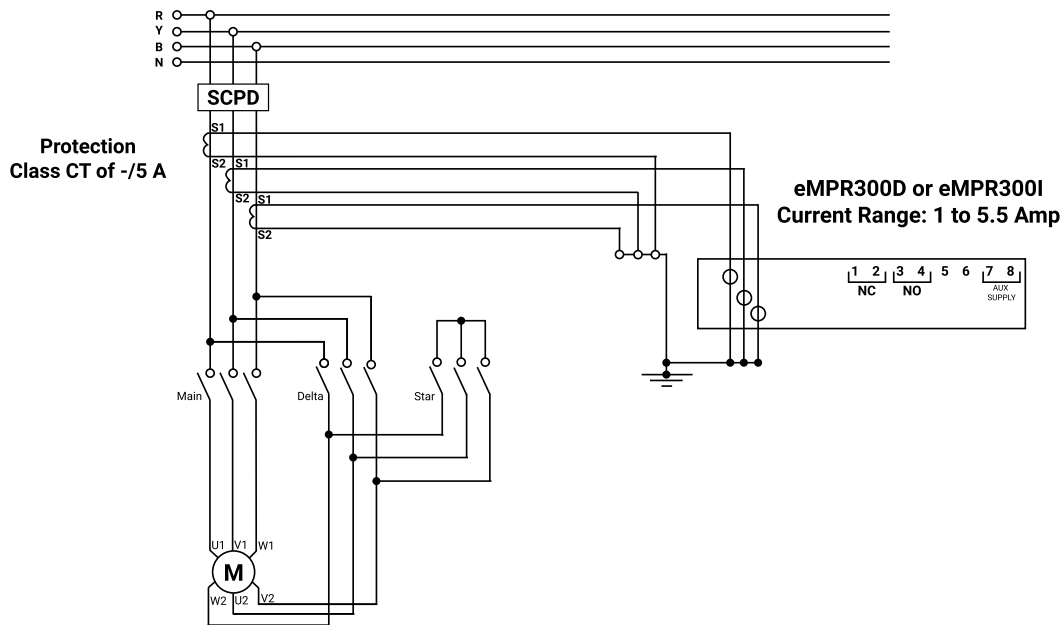 R
Y
B
N
SCPD
S1
S2 S1
S2 S1
S2
Protection
Class CT of -/5 A
eMPR300D or eMPR300I
Current Range: 1 to 5.5 Amp
1 2 3 4 5 6 7 8
NC NO AUX
SUPPLY
Main Delta Star
U1 V1 W1
M
W2 U2 V2